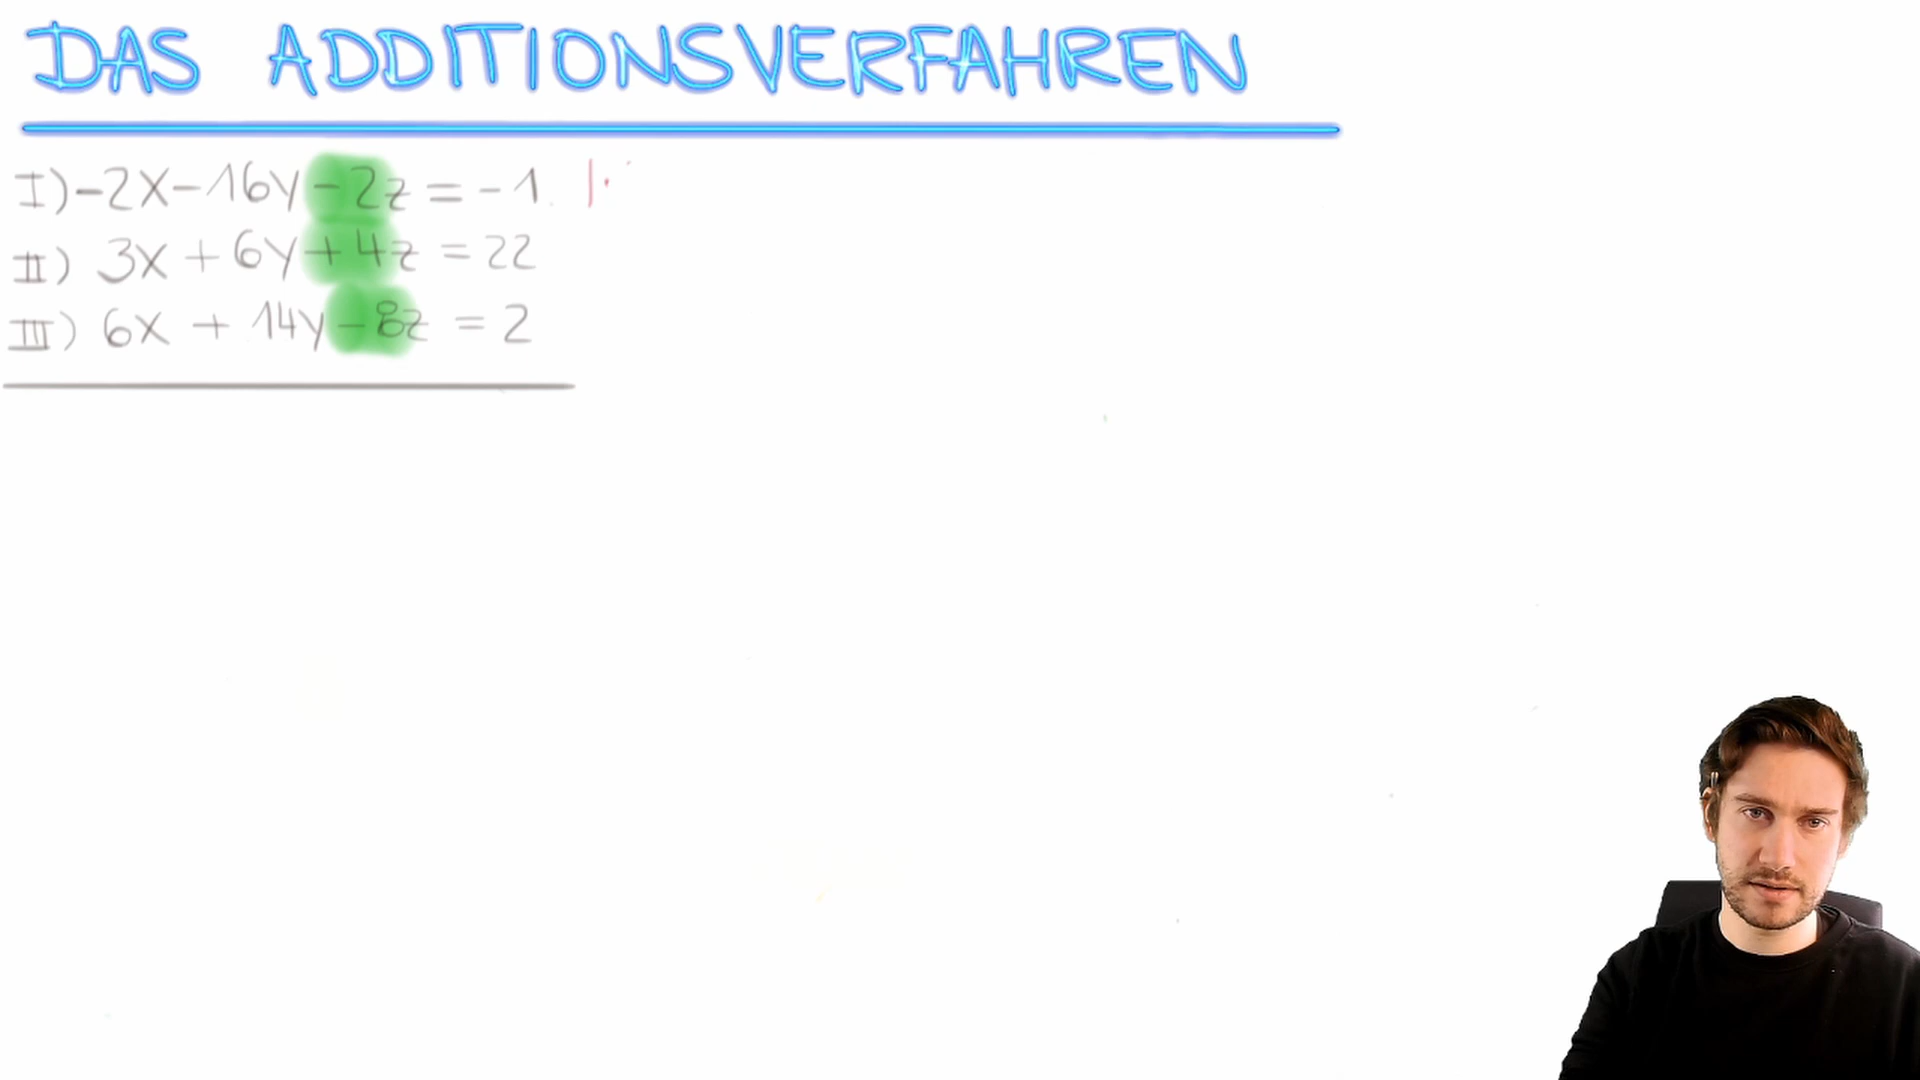 DAS ADDITIONSVERFAHREN
I) -2x - 16y - 2z = -1 | ·
II) 3x + 6y + 4z = 22
III) 6x + 14y - 8z = 2